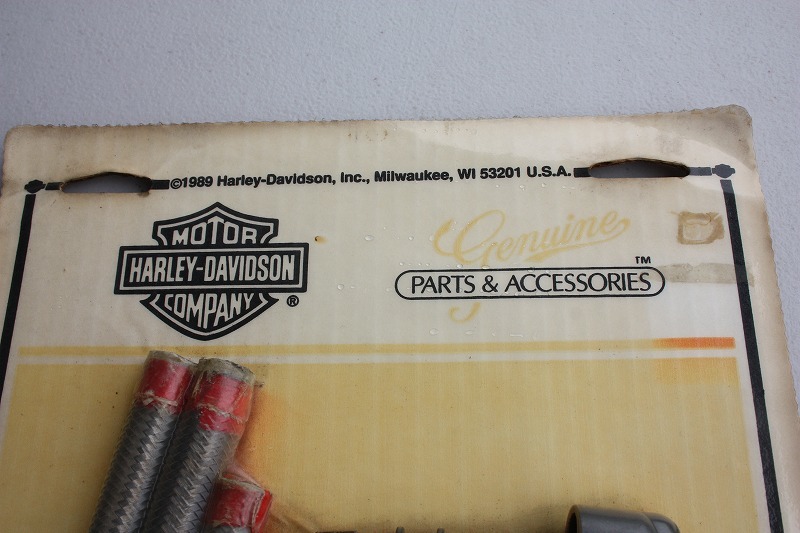 ©1989 Harley-Davidson, Inc., Milwaukee, WI 53201 U.S.A.
MOTOR
HARLEY-DAVIDSON
COMPANY ®
Genuine
PARTS & ACCESSORIES ™